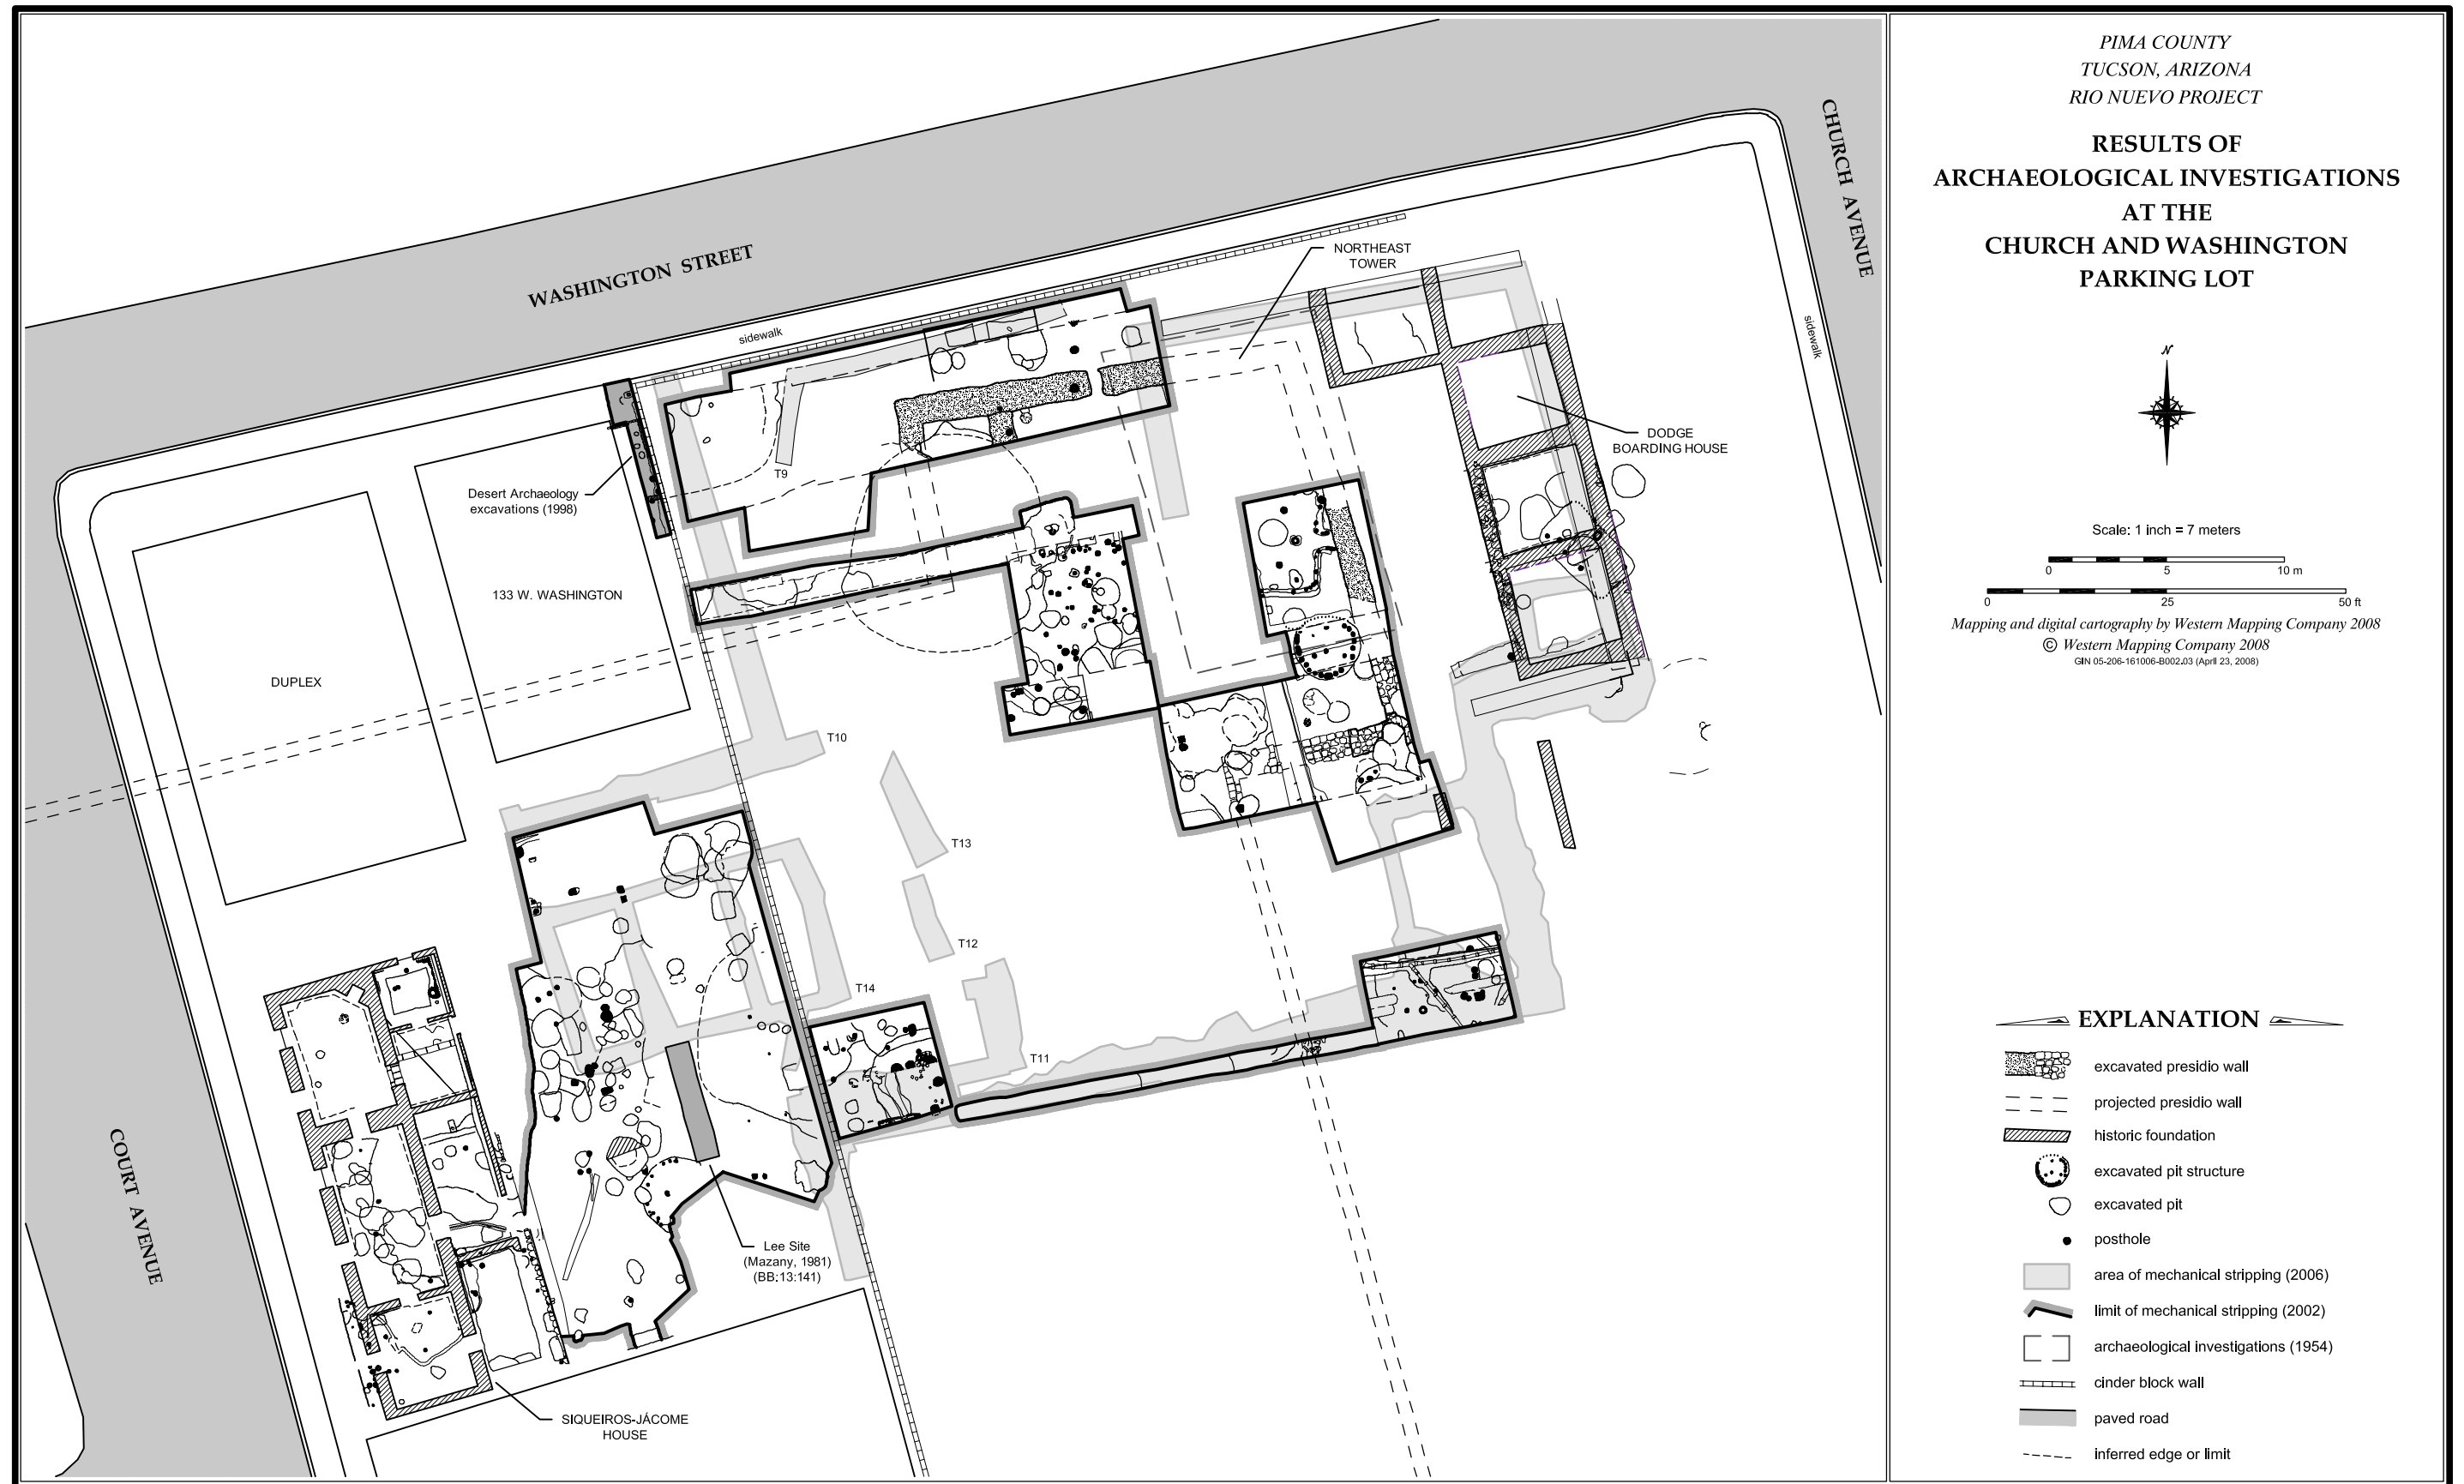 PIMA COUNTY
TUCSON, ARIZONA
RIO NUEVO PROJECT
RESULTS OF
ARCHAEOLOGICAL INVESTIGATIONS
AT THE
CHURCH AND WASHINGTON
PARKING LOT
N
Scale: 1 inch = 7 meters
0 5 10 m
0 25 50 ft
Mapping and digital cartography by Western Mapping Company 2008
© Western Mapping Company 2008
GIN 05-206-161006-B002.03 (April 23, 2008)
EXPLANATION
excavated presidio wall
projected presidio wall
historic foundation
excavated pit structure
excavated pit
posthole
area of mechanical stripping (2006)
limit of mechanical stripping (2002)
archaeological investigations (1954)
cinder block wall
paved road
inferred edge or limit
WASHINGTON STREET
CHURCH AVENUE
COURT AVENUE
sidewalk
sidewalk
NORTHEAST
TOWER
DODGE
BOARDING HOUSE
Desert Archaeology
excavations (1998)
133 W. WASHINGTON
DUPLEX
T9
T10
T13
T12
T14
T11
Lee Site
(Mazany, 1981)
(BB:13:141)
SIQUEIROS-JÁCOME
HOUSE